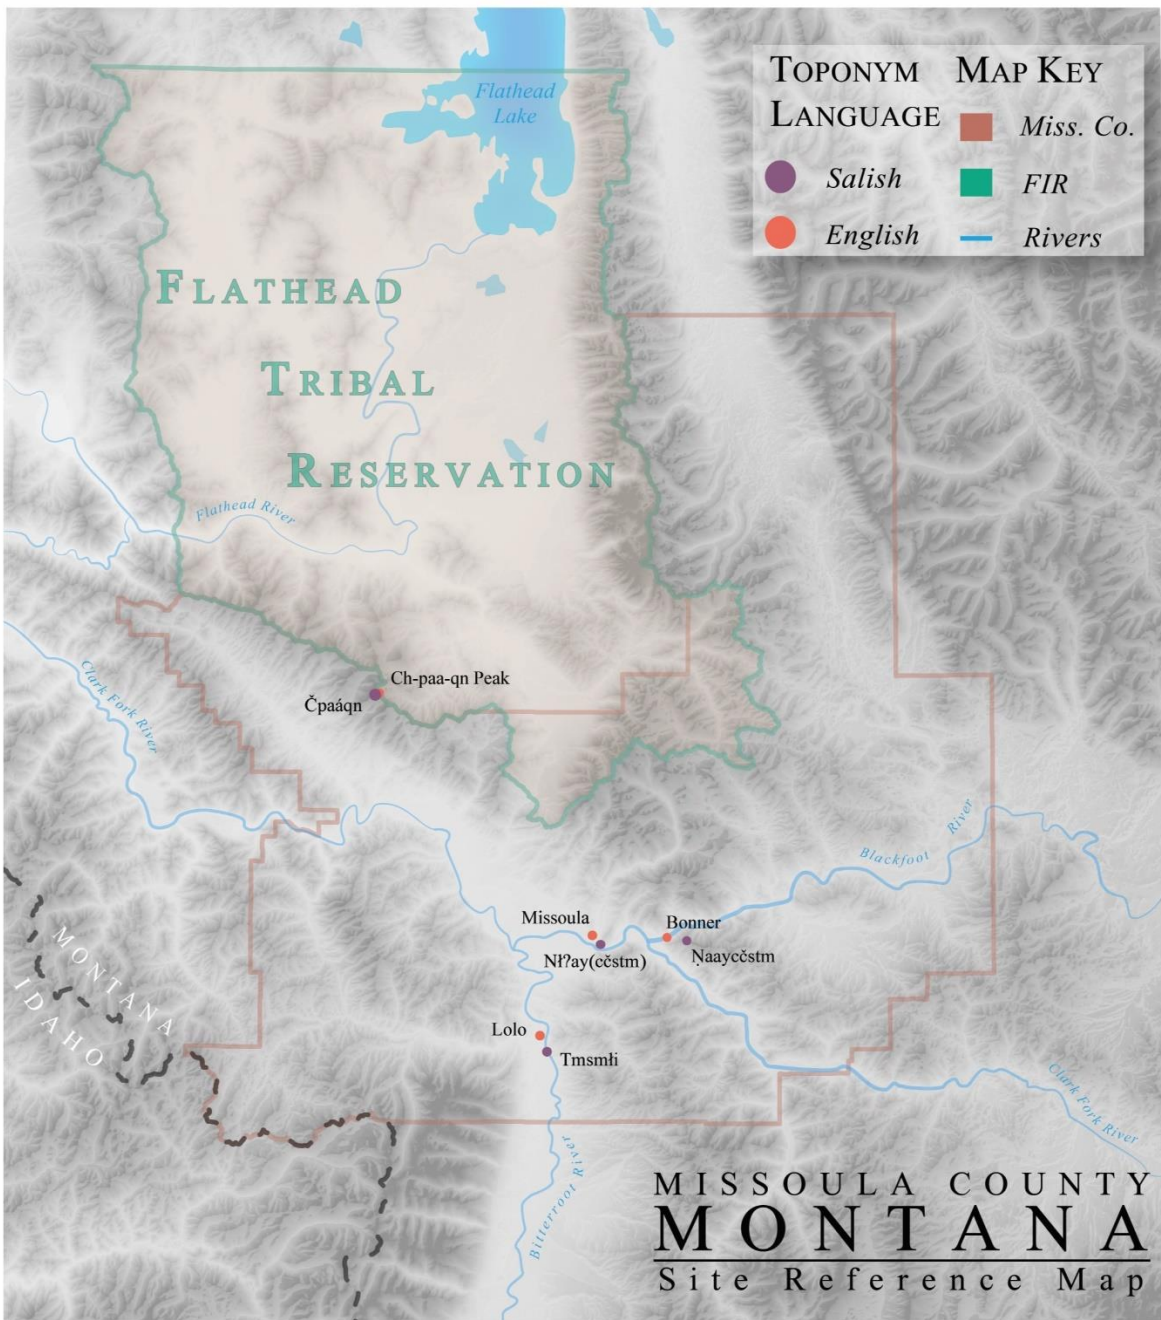 Flathead
Lake
TOPONYM
LANGUAGE
Salish
English
MAP KEY
Miss. Co.
FIR
Rivers
FLATHEAD
TRIBAL
RESERVATION
Flathead River
Clark Fork River
Ch-paa-qn Peak
Čpaáqn
Blackfoot River
Missoula
Nł?ay(cčstm)
Bonner
Ṇaaycčstm
MONTANA
IDAHO
Lolo
Tmsmłi
Clark Fork River
Bitterroot River
MISSOULA COUNTY
MONTANA
Site Reference Map